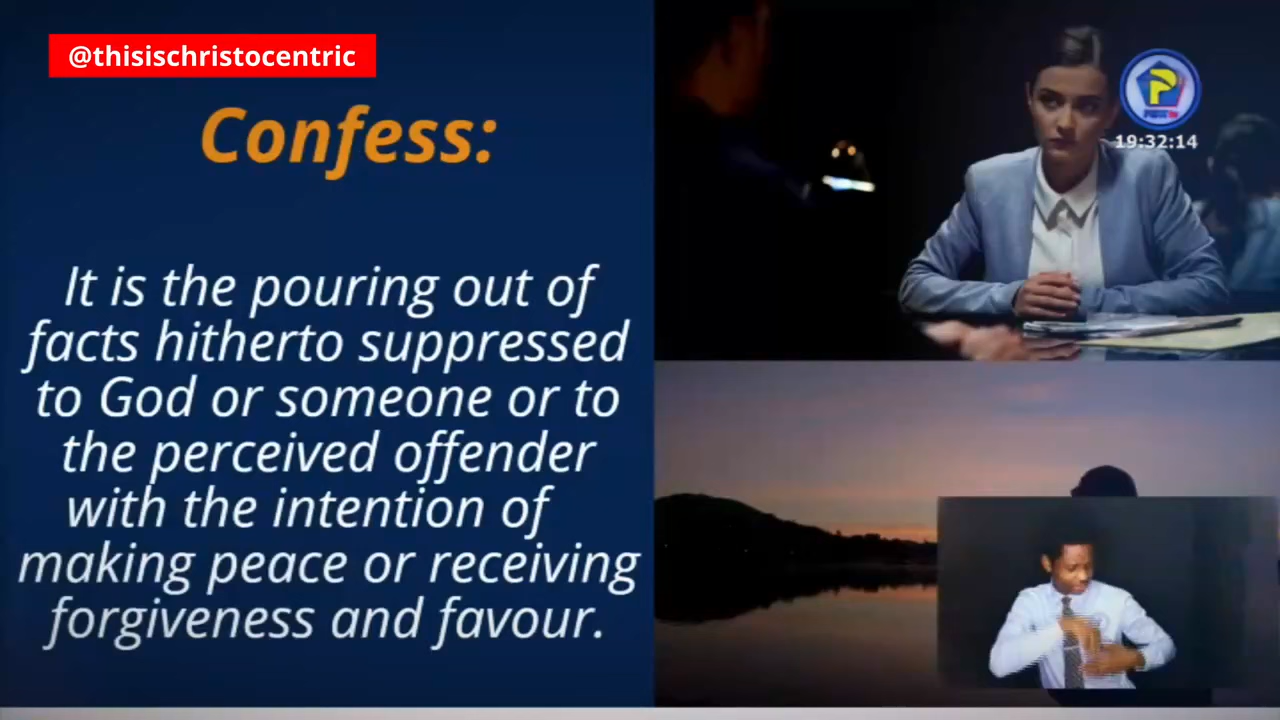 @thisischristocentric
Confess:
It is the pouring out of
facts hitherto suppressed
to God or someone or to
the perceived offender
with the intention of
making peace or receiving
forgiveness and favour.
P
19:32:14